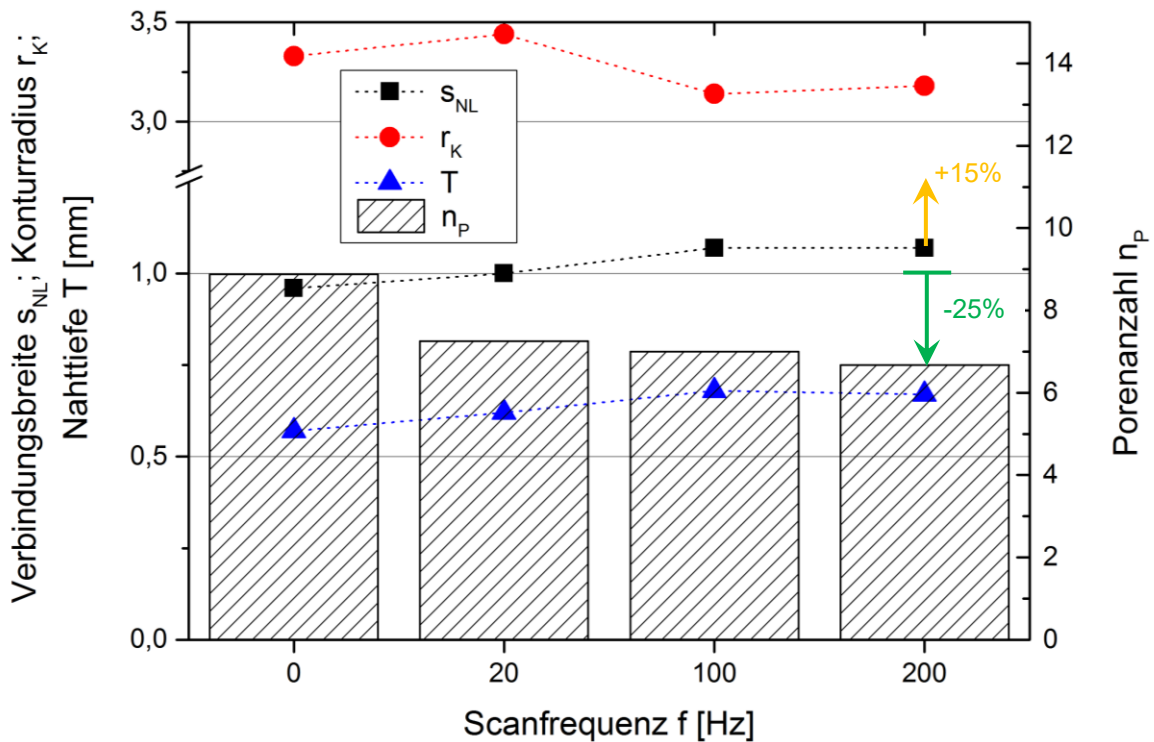 Verbindungsbreite s_NL; Konturradius r_K;
Nahttiefe T [mm]
3,5
3,0
1,0
0,5
0,0
s_NL
r_K
T
n_P
+15%
-25%
14
12
10
8
6
4
2
0
Porenanzahl n_P
0 20 100 200
Scanfrequenz f [Hz]